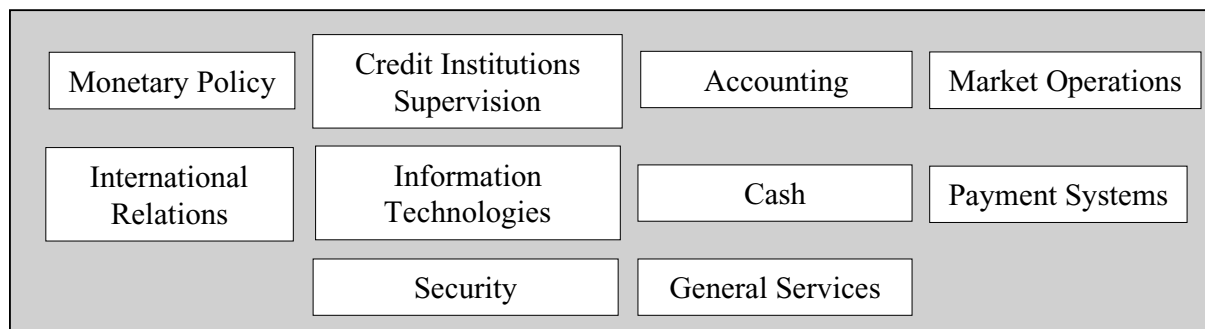 Monetary Policy
Credit Institutions
Supervision
Accounting
Market Operations
International
Relations
Information
Technologies
Cash
Payment Systems
Security
General Services